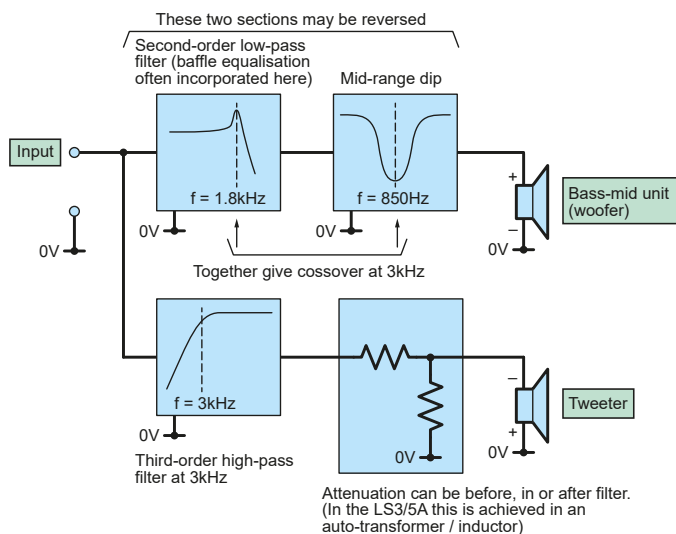 These two sections may be reversed
Second-order low-pass
filter (baffle equalisation
often incorporated here)
Mid-range dip
Input
f = 1.8kHz
f = 850Hz
+
–
Bass-mid unit
(woofer)
0V
0V
0V
0V
Together give cossover at 3kHz
f = 3kHz
–
+
Tweeter
0V
0V
0V
Third-order high-pass
filter at 3kHz
Attenuation can be before, in or after filter.
(In the LS3/5A this is achieved in an
auto-transformer / inductor)